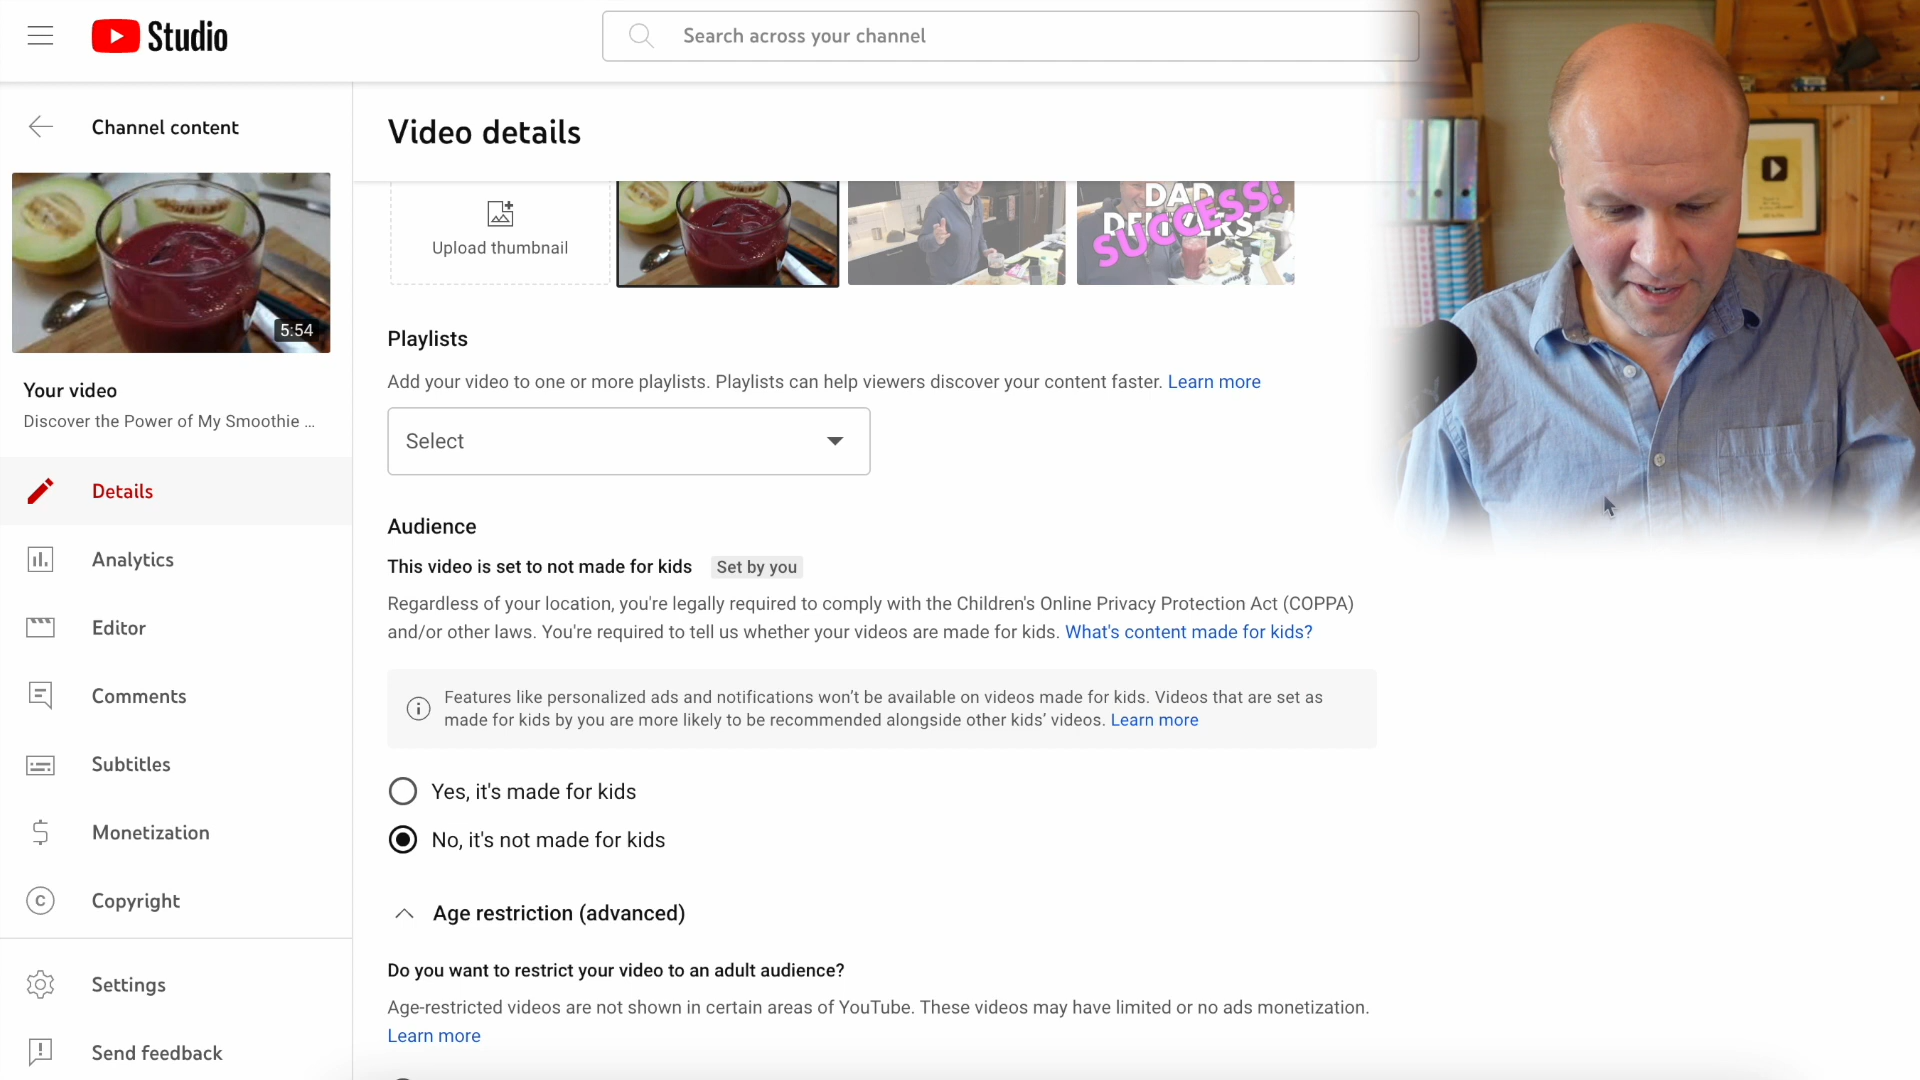 Studio
Search across your channel
Channel content
Video details
Upload thumbnail
DAD
DELIVERS
SUCCESS!
5:54
Playlists
Add your video to one or more playlists. Playlists can help viewers discover your content faster. Learn more
Select
Your video
Discover the Power of My Smoothie ...
Details
Analytics
Editor
Comments
Subtitles
Monetization
Copyright
Settings
Send feedback
Audience
This video is set to not made for kids Set by you
Regardless of your location, you're legally required to comply with the Children's Online Privacy Protection Act (COPPA)
and/or other laws. You're required to tell us whether your videos are made for kids. What's content made for kids?
Features like personalized ads and notifications won’t be available on videos made for kids. Videos that are set as
made for kids by you are more likely to be recommended alongside other kids’ videos. Learn more
Yes, it's made for kids
No, it's not made for kids
Age restriction (advanced)
Do you want to restrict your video to an adult audience?
Age-restricted videos are not shown in certain areas of YouTube. These videos may have limited or no ads monetization.
Learn more